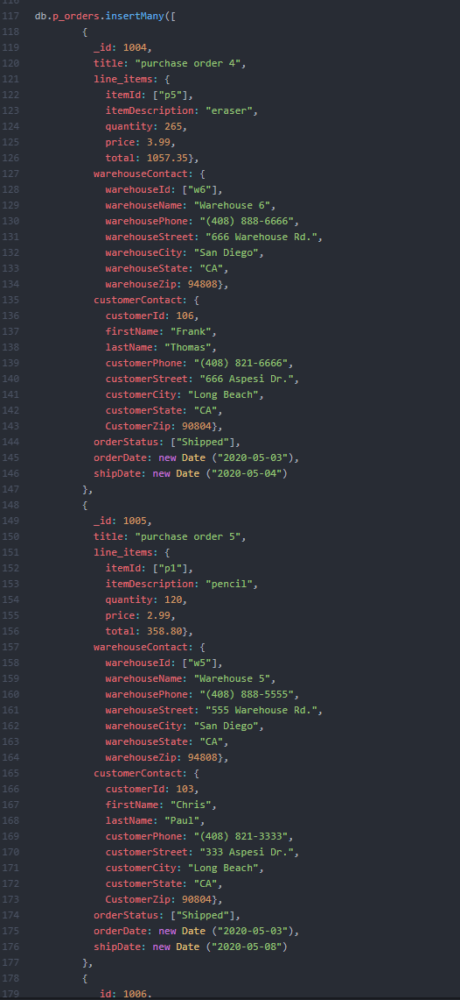 116
117 db.p_orders.insertMany([
118 {
119 _id: 1004,
120 title: "purchase order 4",
121 line_items: {
122 itemId: ["p5"],
123 itemDescription: "eraser",
124 quantity: 265,
125 price: 3.99,
126 total: 1057.35},
127 warehouseContact: {
128 warehouseId: ["w6"],
129 warehouseName: "Warehouse 6",
130 warehousePhone: "(408) 888-6666",
131 warehouseStreet: "666 Warehouse Rd.",
132 warehouseCity: "San Diego",
133 warehouseState: "CA",
134 warehouseZip: 94808},
135 customerContact: {
136 customerId: 106,
137 firstName: "Frank",
138 lastName: "Thomas",
139 customerPhone: "(408) 821-6666",
140 customerStreet: "666 Aspesi Dr.",
141 customerCity: "Long Beach",
142 customerState: "CA",
143 CustomerZip: 90804},
144 orderStatus: ["Shipped"],
145 orderDate: new Date ("2020-05-03"),
146 shipDate: new Date ("2020-05-04")
147 },
148 {
149 _id: 1005,
150 title: "purchase order 5",
151 line_items: {
152 itemId: ["p1"],
153 itemDescription: "pencil",
154 quantity: 120,
155 price: 2.99,
156 total: 358.80},
157 warehouseContact: {
158 warehouseId: ["w5"],
159 warehouseName: "Warehouse 5",
160 warehousePhone: "(408) 888-5555",
161 warehouseStreet: "555 Warehouse Rd.",
162 warehouseCity: "San Diego",
163 warehouseState: "CA",
164 warehouseZip: 94808},
165 customerContact: {
166 customerId: 103,
167 firstName: "Chris",
168 lastName: "Paul",
169 customerPhone: "(408) 821-3333",
170 customerStreet: "333 Aspesi Dr.",
171 customerCity: "Long Beach",
172 customerState: "CA",
173 CustomerZip: 90804},
174 orderStatus: ["Shipped"],
175 orderDate: new Date ("2020-05-03"),
176 shipDate: new Date ("2020-05-08")
177 },
178 {
179 _id: 1006,